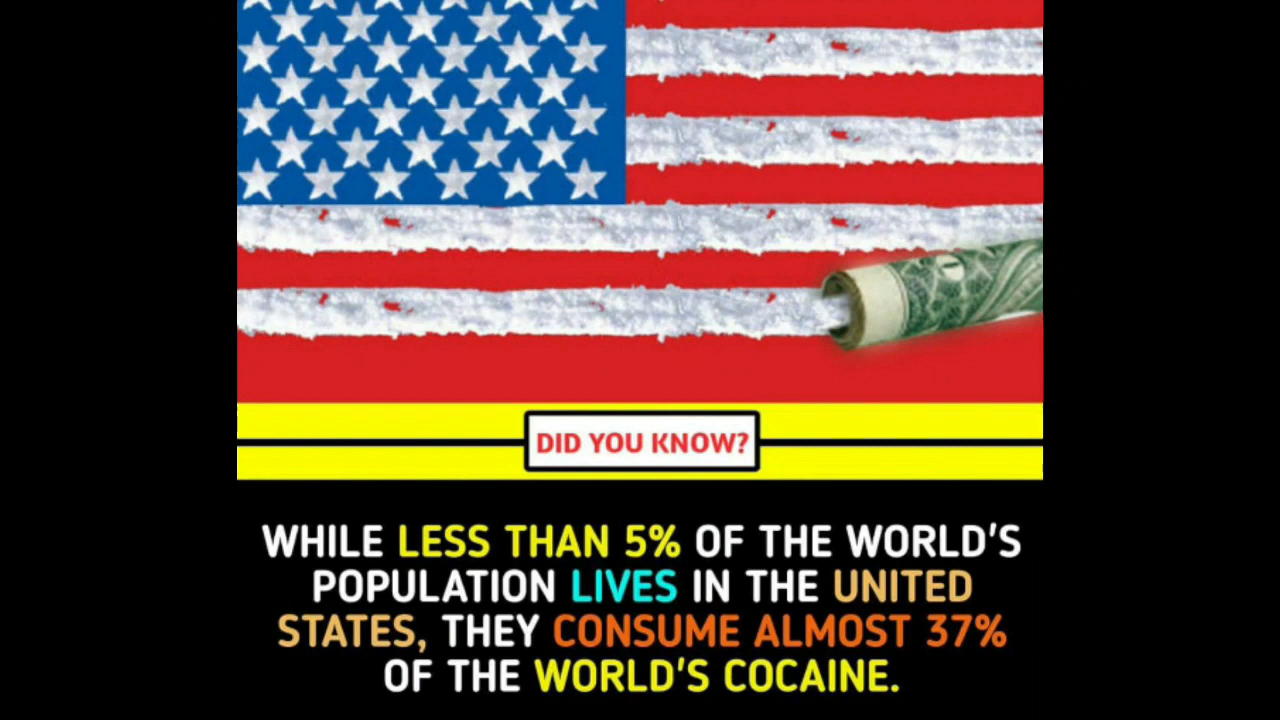 DID YOU KNOW?
WHILE LESS THAN 5% OF THE WORLD'S
POPULATION LIVES IN THE UNITED
STATES, THEY CONSUME ALMOST 37%
OF THE WORLD'S COCAINE.